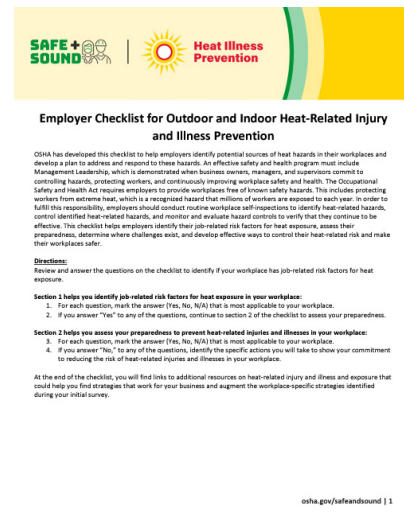 SAFE +
SOUND
Heat Illness
Prevention
Employer Checklist for Outdoor and Indoor Heat-Related Injury
and Illness Prevention
OSHA has developed this checklist to help employers identify potential sources of heat hazards in their workplaces and
develop a plan to address and respond to these hazards. An effective safety and health program must include
Management Leadership, which is demonstrated when business owners, managers, and supervisors commit to
controlling hazards, protecting workers, and continuously improving workplace safety and health. The Occupational
Safety and Health Act requires employers to provide workplaces free of known safety hazards. This includes protecting
workers from extreme heat, which is a recognized hazard that millions of workers are exposed to each year. In order to
fulfill this responsibility, employers should conduct routine workplace self-inspections to identify heat-related hazards,
control identified heat-related hazards, and monitor and evaluate hazard controls to verify that they continue to be
effective. This checklist helps employers identify their job-related risk factors for heat exposure, assess their
preparedness, determine where challenges exist, and develop effective ways to control their heat-related risk and make
their workplaces safer.
Directions:
Review and answer the questions on the checklist to identify if your workplace has job-related risk factors for heat
exposure.
Section 1 helps you identify job-related risk factors for heat exposure in your workplace:
1. For each question, mark the answer (Yes, No, N/A) that is most applicable to your workplace.
2. If you answer "Yes" to any of the questions, continue to section 2 of the checklist to assess your preparedness.
Section 2 helps you assess your preparedness to prevent heat-related injuries and illnesses in your workplace:
3. For each question, mark the answer (Yes, No, N/A) that is most applicable to your workplace.
4. If you answer "No," to any of the questions, identify the specific actions you will take to show your commitment
to reducing the risk of heat-related injuries and illnesses in your workplace.
At the end of the checklist, you will find links to additional resources on heat-related injury and illness and exposure that
could help you find strategies that work for your business and augment the workplace-specific strategies identified
during your initial survey.
osha.gov/safeandsound | 1